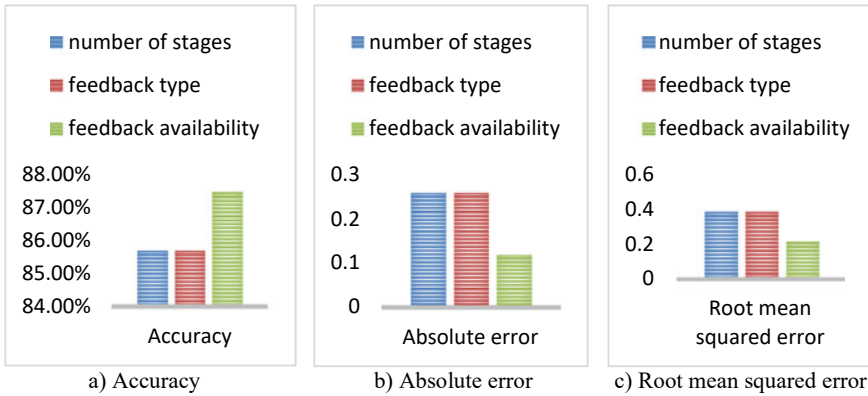 number of stages
feedback type
feedback availability
88.00%
87.00%
86.00%
85.00%
84.00%
Accuracy
a) Accuracy
number of stages
feedback type
feedback availability
0.3
0.2
0.1
0
Absolute error
b) Absolute error
number of stages
feedback type
feedback availability
0.6
0.4
0.2
0
Root mean
squared error
c) Root mean squared error